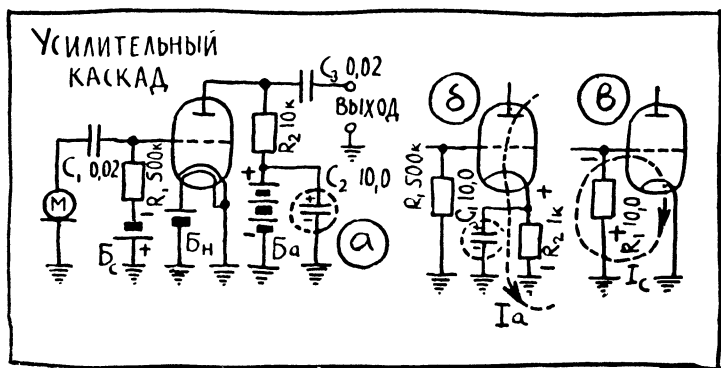 Усилительный
каскад
C₁ 0,02
М
R₁ 500к
Бс
Бн
R₂ 10к
C₃ 0,02
выход
C₂ 10,0
Ба
а
б
R₁ 500к
C₁ 10,0
R₂ 1к
Iа
в
R₁ 10,0
Ic